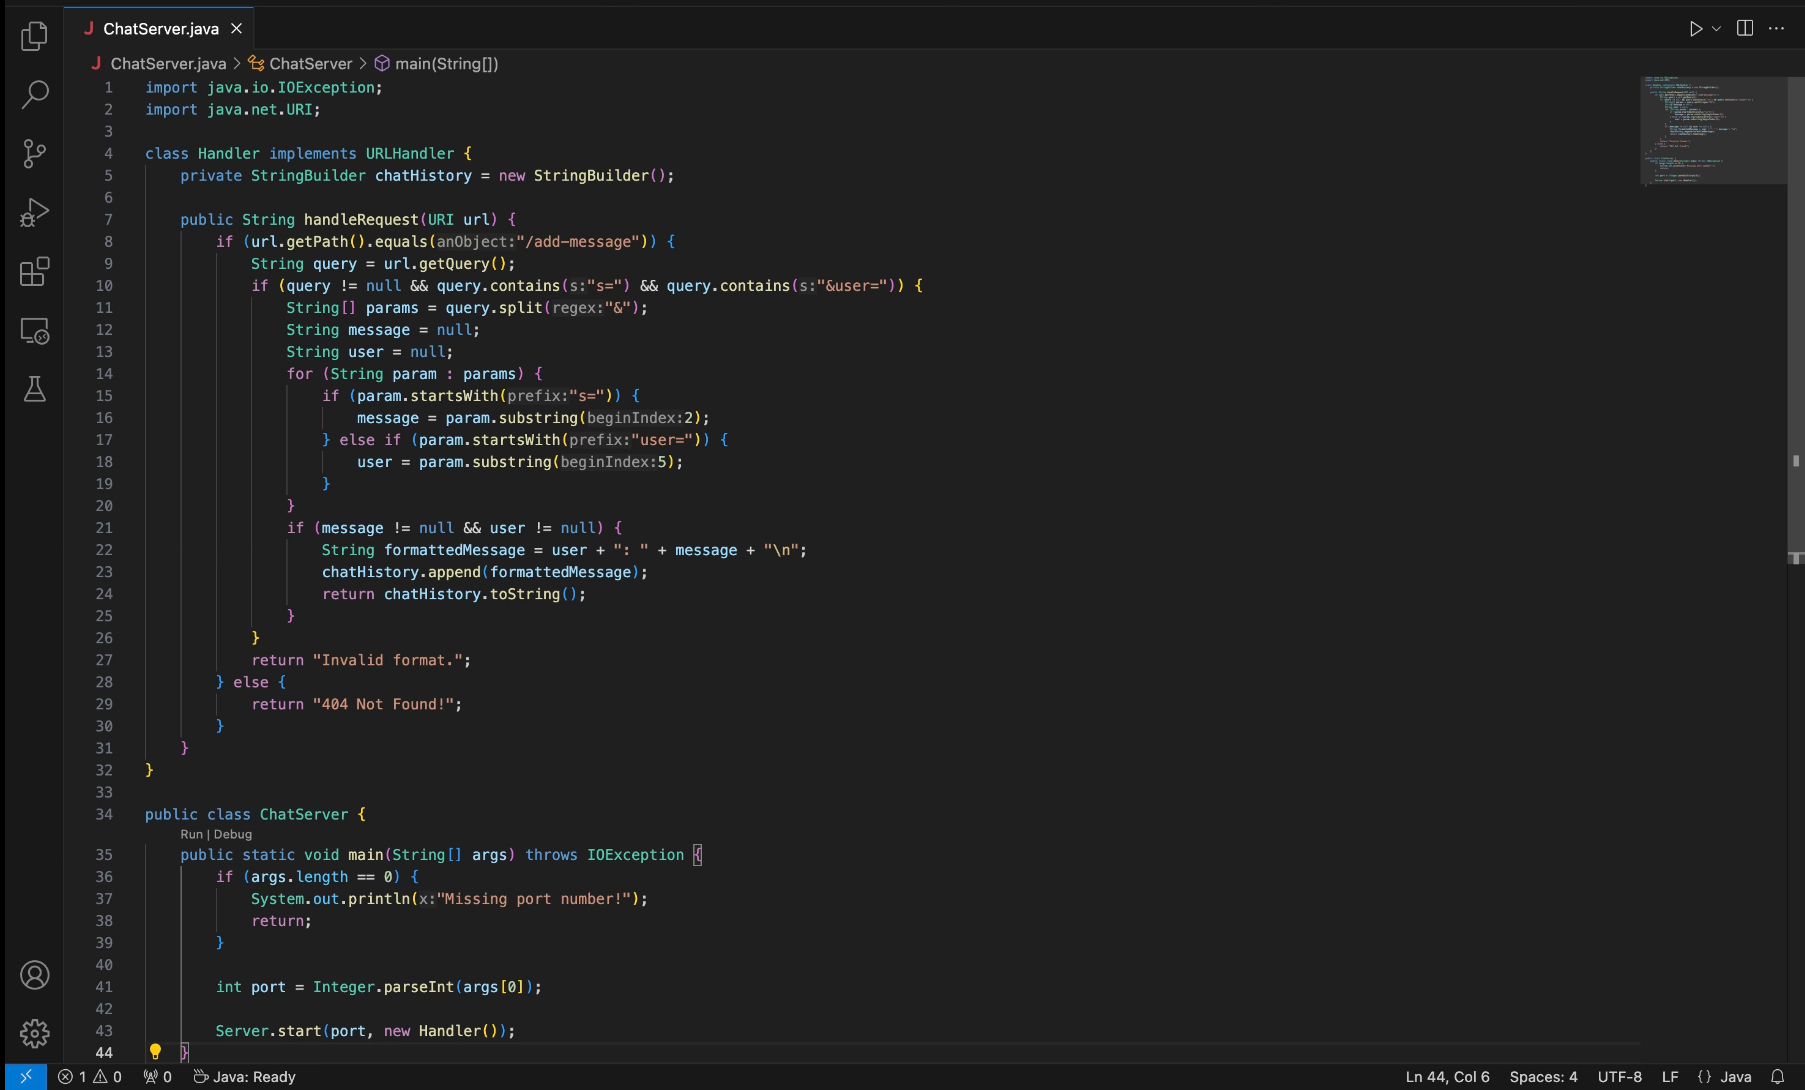 J ChatServer.java ×
J ChatServer.java > ChatServer > main(String[])
1 import java.io.IOException;
2 import java.net.URI;
3
4 class Handler implements URLHandler {
5     private StringBuilder chatHistory = new StringBuilder();
6
7     public String handleRequest(URI url) {
8         if (url.getPath().equals(anObject:"/add-message")) {
9             String query = url.getQuery();
10             if (query != null && query.contains(s:"s=") && query.contains(s:"&user=")) {
11                 String[] params = query.split(regex:"&");
12                 String message = null;
13                 String user = null;
14                 for (String param : params) {
15                     if (param.startsWith(prefix:"s=")) {
16                         message = param.substring(beginIndex:2);
17                     } else if (param.startsWith(prefix:"user=")) {
18                         user = param.substring(beginIndex:5);
19                     }
20                 }
21                 if (message != null && user != null) {
22                     String formattedMessage = user + ": " + message + "\n";
23                     chatHistory.append(formattedMessage);
24                     return chatHistory.toString();
25                 }
26             }
27             return "Invalid format.";
28         } else {
29             return "404 Not Found!";
30         }
31     }
32 }
33
34 public class ChatServer {
Run | Debug
35     public static void main(String[] args) throws IOException {
36         if (args.length == 0) {
37             System.out.println(x:"Missing port number!");
38             return;
39         }
40
41         int port = Integer.parseInt(args[0]);
42
43         Server.start(port, new Handler());
44     }
1 0 0 Java: Ready Ln 44, Col 6 Spaces: 4 UTF-8 LF {} Java